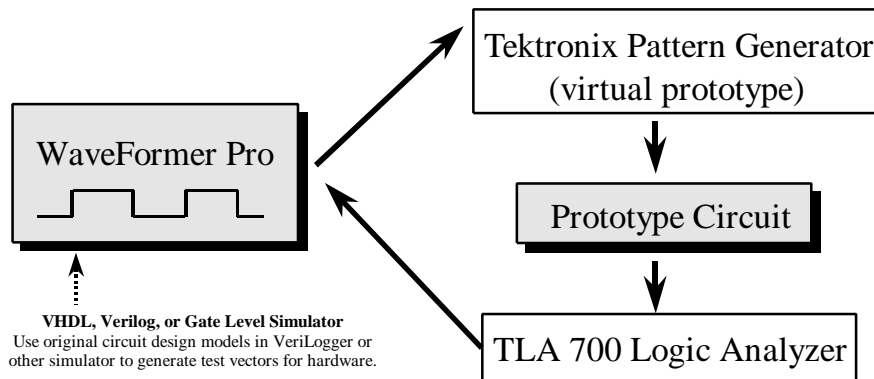 Tektronix Pattern Generator
(virtual prototype)
WaveFormer Pro
Prototype Circuit
VHDL, Verilog, or Gate Level Simulator
Use original circuit design models in VeriLogger or
other simulator to generate test vectors for hardware.
TLA 700 Logic Analyzer